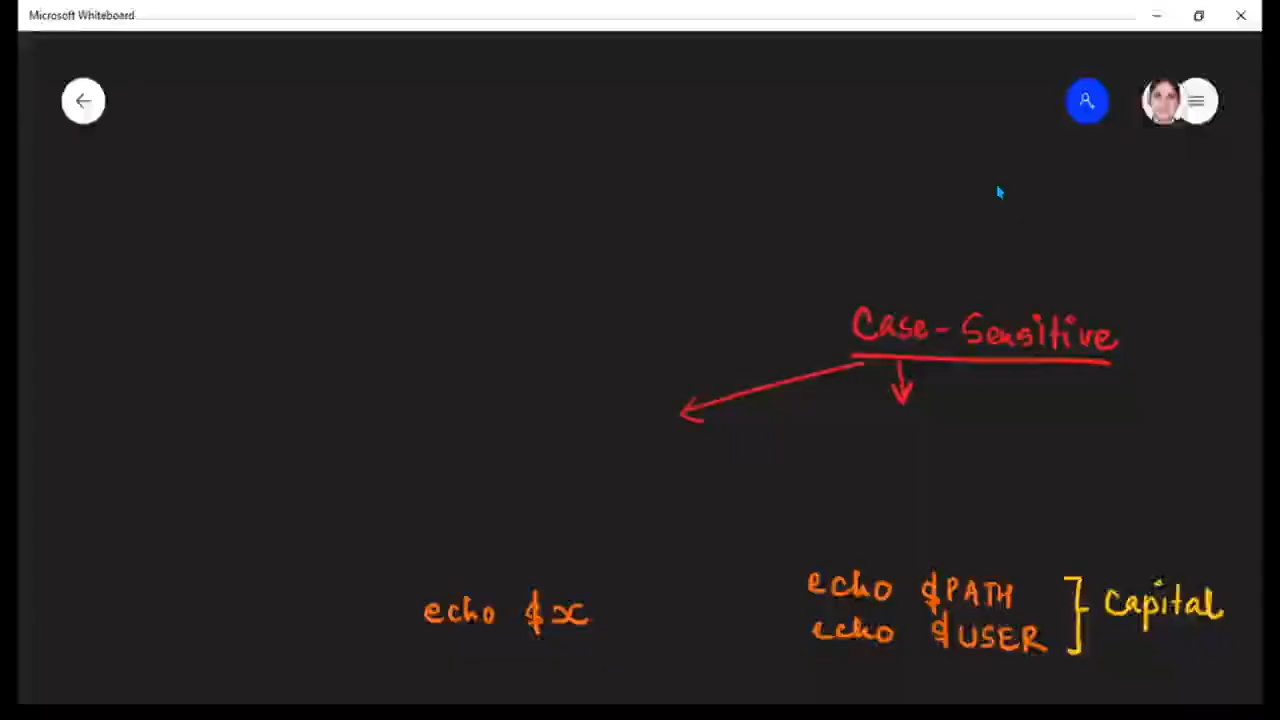 Microsoft Whiteboard
Case-Sensitive
echo $PATH
echo $USER
Capital
echo $x